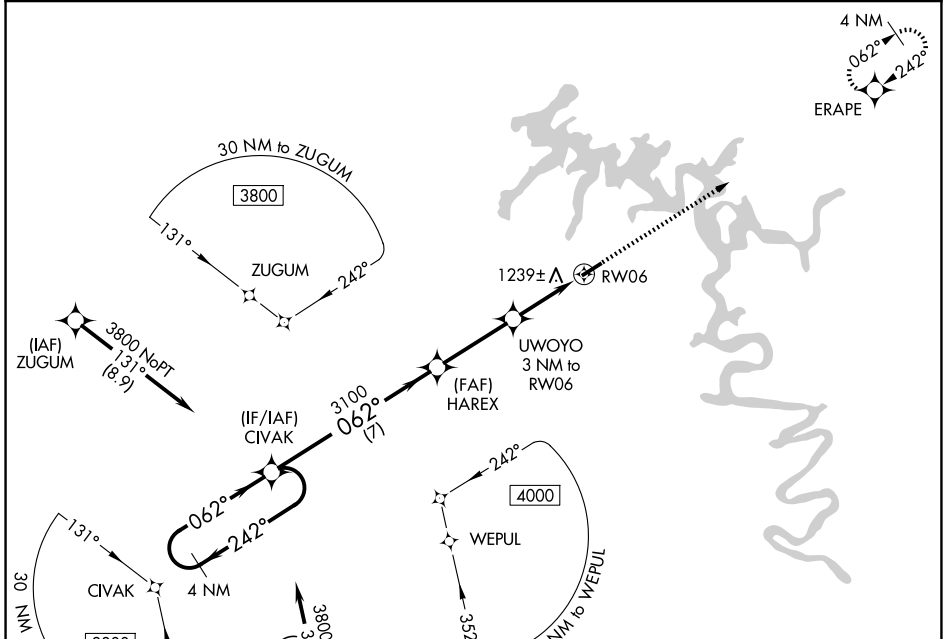 4 NM
062°
242°
ERAPE
30 NM to ZUGUM
3800
131°
ZUGUM
242°
1239±
RW06
(IAF)
ZUGUM
3800 NoPT
131°
(8.9)
UWOYO
3 NM to
RW06
(FAF)
HAREX
3100
062°
(7)
(IF/IAF)
CIVAK
062°
242°
4 NM
242°
4000
WEPUL
352
NM to WEPUL
131°
CIVAK
30 NM
3800